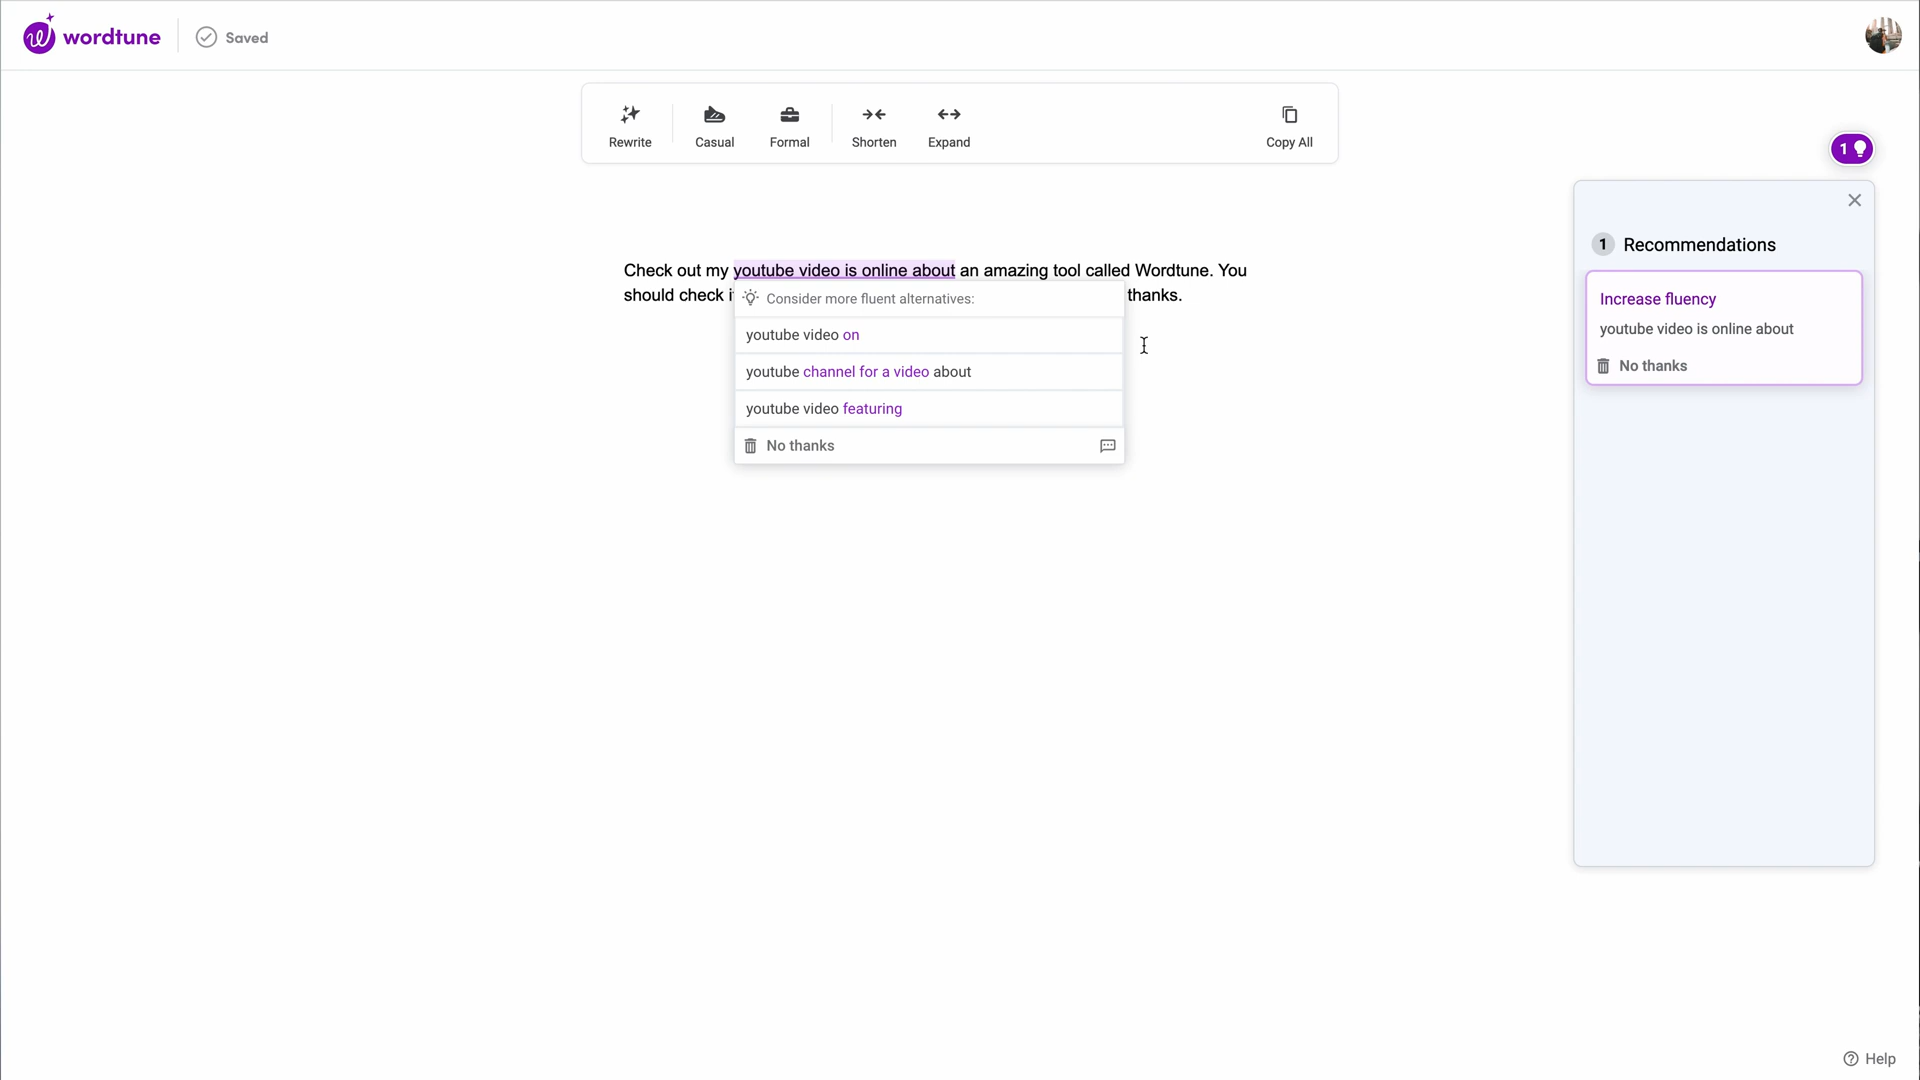 wordtune
Saved
Rewrite
Casual
Formal
Shorten
Expand
Copy All
1
Check out my youtube video is online about an amazing tool called Wordtune. You
should check i thanks.
Consider more fluent alternatives:
youtube video on
youtube channel for a video about
youtube video featuring
No thanks
1 Recommendations
Increase fluency
youtube video is online about
No thanks
Help